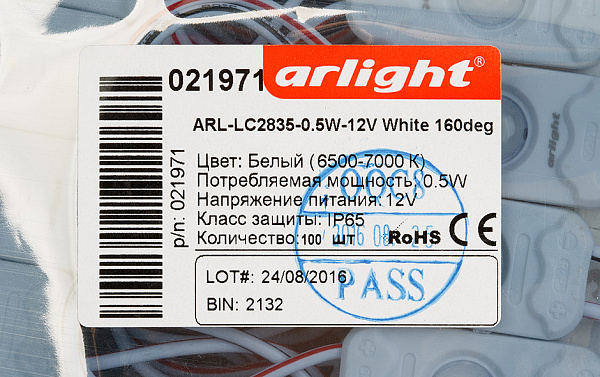 021971 arlight®
ARL-LC2835-0.5W-12V White 160deg
Цвет: Белый (6500-7000 К)
Потребляемая мощность: 0.5W
Напряжение питания: 12V
Класс защиты: IP65
Количество: 100 шт RoHS CE
LOT#: 24/08/2016
BIN: 2132
p/n: 021971
PASS
arlight